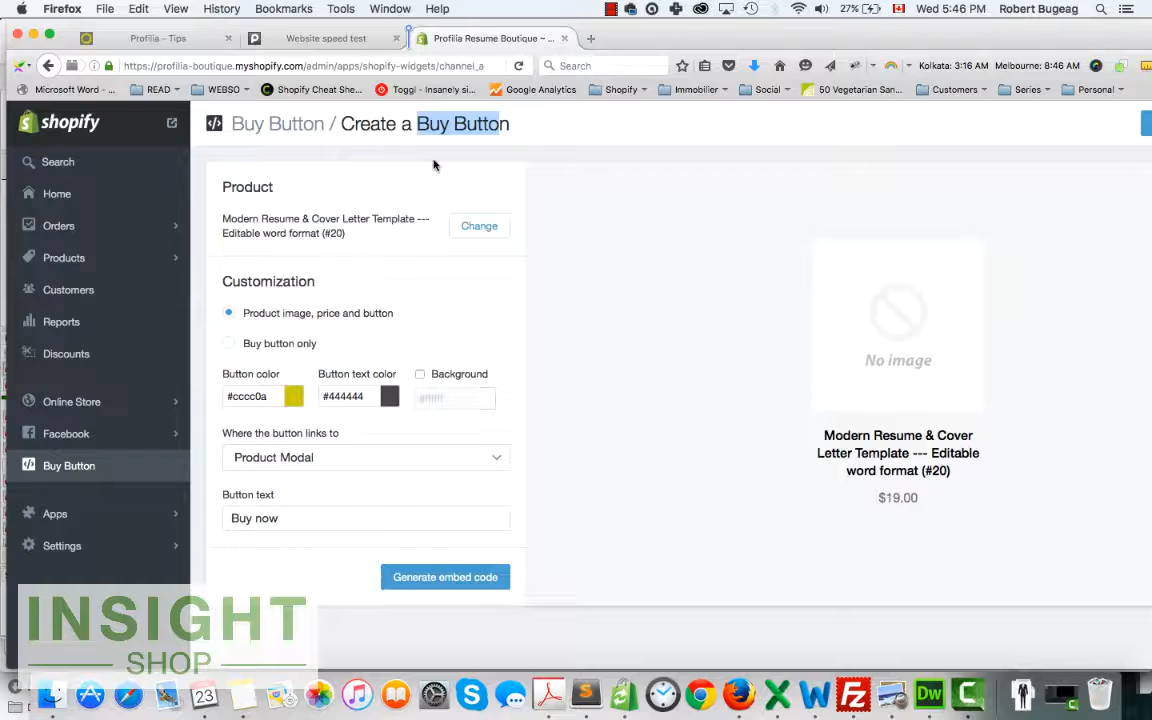 Firefox File Edit View History Bookmarks Tools Window Help 27% Wed 5:46 PM Robert Bugeag
Profilia - Tips Website speed test Profilia Resume Boutique ~ ...
https://profilia-boutique.myshopify.com/admin/apps/shopify-widgets/channel_a Search
Microsoft Word - ... READ WEBSO Shopify Cheat She... Toggl - Insanely si... Google Analytics Shopify Immobilier Social 50 Vegetarian San... Customers Series Personal
Kolkata: 3:16 AM Melbourne: 8:46 AM
shopify
Buy Button / Create a Buy Button
Search
Home
Orders
Products
Customers
Reports
Discounts
Online Store
Facebook
Buy Button
Apps
Settings
Product
Modern Resume & Cover Letter Template ---
Editable word format (#20)
Change
Customization
Product image, price and button
Buy button only
Button color Button text color Background
#cccc0a #444444 #ffffff
Where the button links to
Product Modal
Button text
Buy now
Generate embed code
No image
Modern Resume & Cover
Letter Template --- Editable
word format (#20)
$19.00
INSIGHT
SHOP
23
Dw